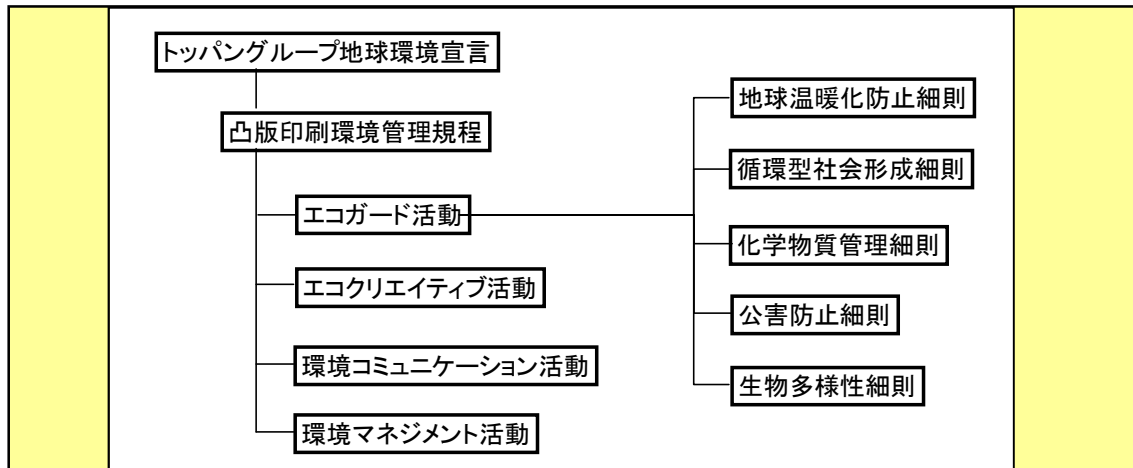 トッパングループ地球環境宣言
凸版印刷環境管理規程
エコガード活動
エコクリエイティブ活動
環境コミュニケーション活動
環境マネジメント活動
地球温暖化防止細則
循環型社会形成細則
化学物質管理細則
公害防止細則
生物多様性細則